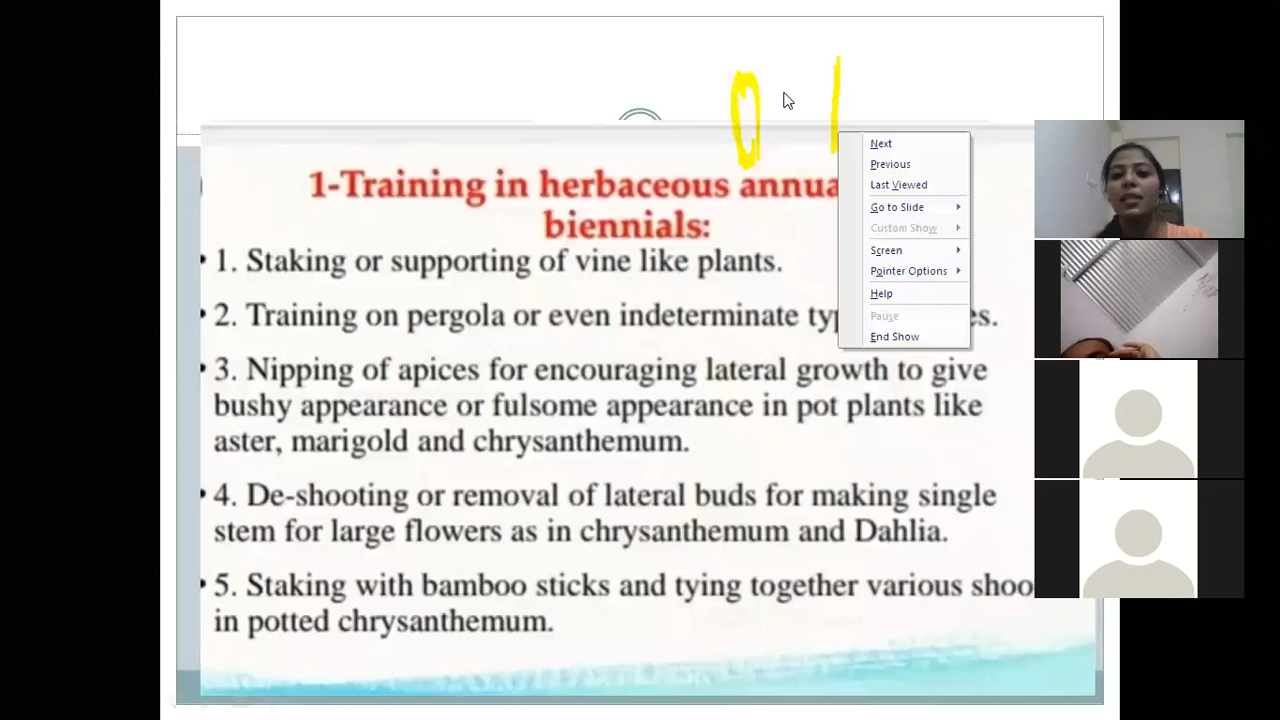 1-Training in herbaceous annua
biennials:
• 1. Staking or supporting of vine like plants.
• 2. Training on pergola or even indeterminate typ es.
• 3. Nipping of apices for encouraging lateral growth to give
bushy appearance or fulsome appearance in pot plants like
aster, marigold and chrysanthemum.
• 4. De-shooting or removal of lateral buds for making single
stem for large flowers as in chrysanthemum and Dahlia.
• 5. Staking with bamboo sticks and tying together various shoo
in potted chrysanthemum.
Next
Previous
Last Viewed
Go to Slide
Custom Show
Screen
Pointer Options
Help
Pause
End Show